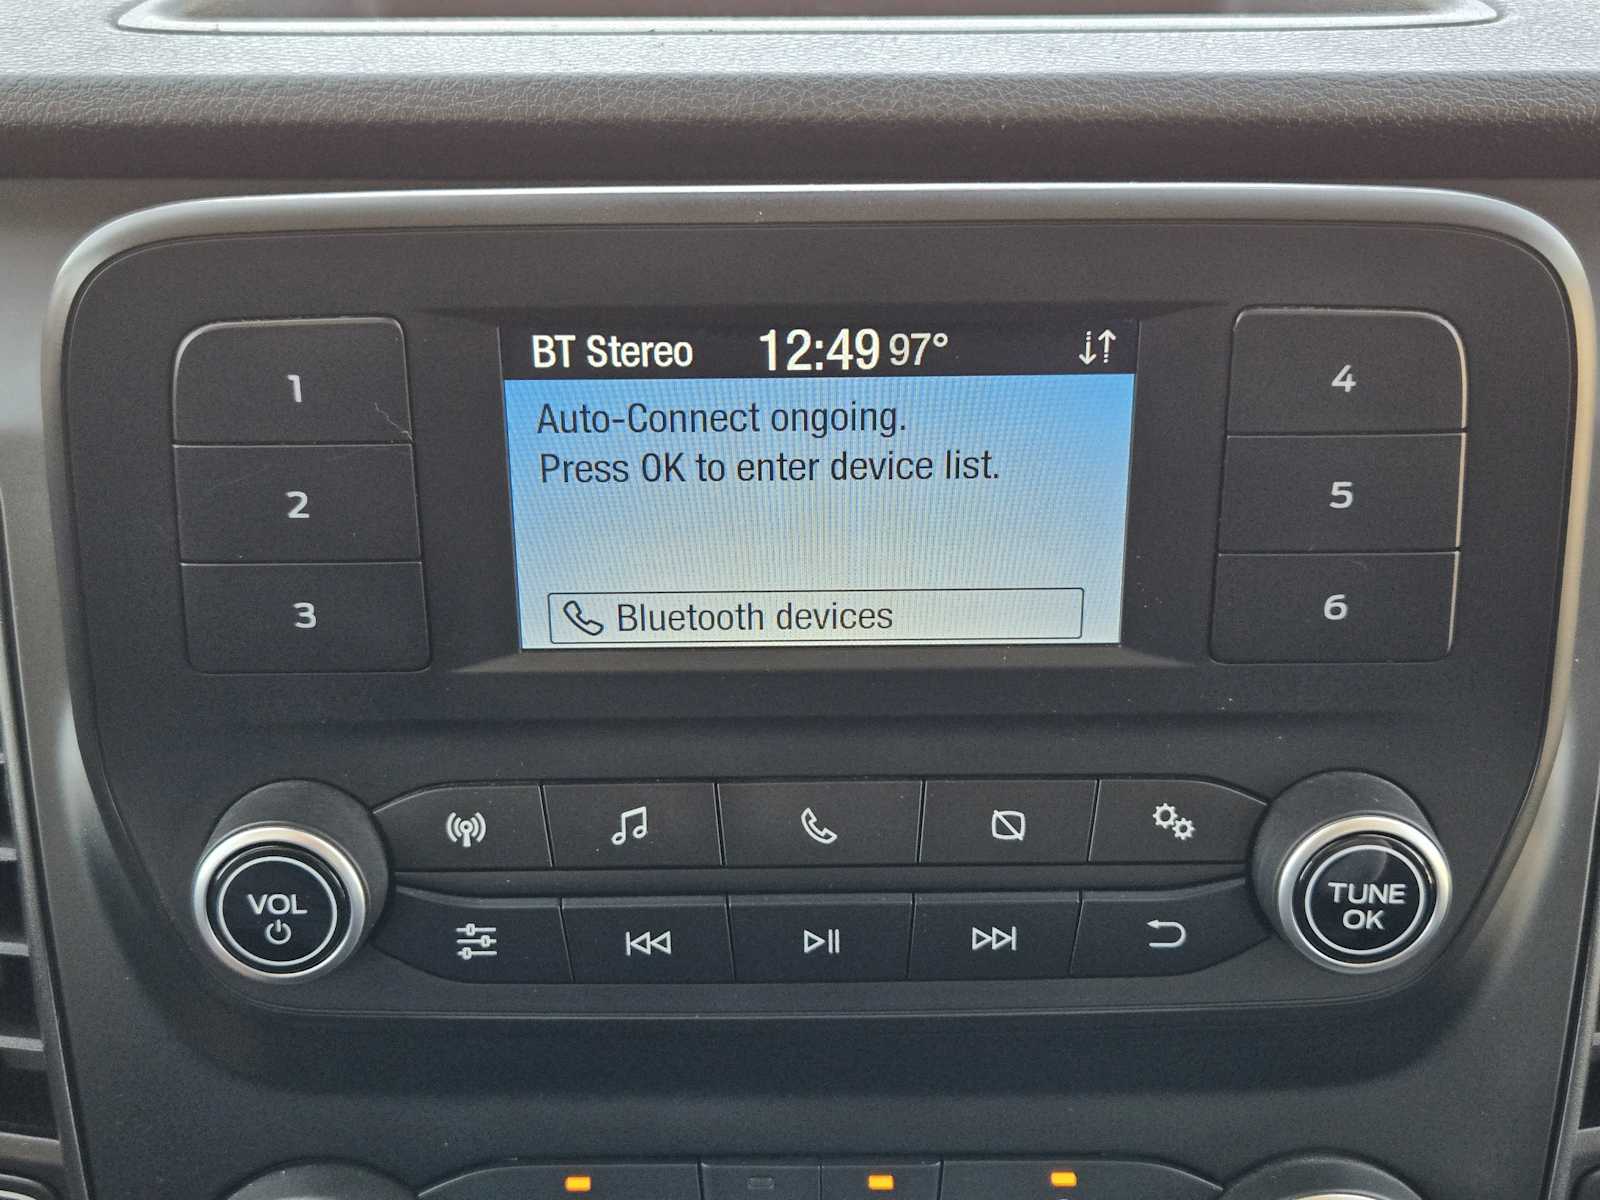 BT Stereo 12:49 97°
Auto-Connect ongoing.
Press OK to enter device list.
Bluetooth devices
1
2
3
4
5
6
VOL
TUNE
OK